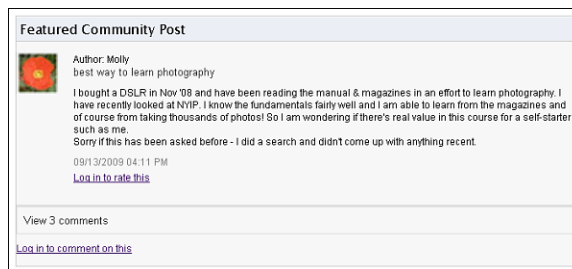 Featured Community Post
Author: Molly
best way to learn photography
I bought a DSLR in Nov '08 and have been reading the manual & magazines in an effort to learn photography. I
have recently looked at NYIP. I know the fundamentals fairly well and I am able to learn from the magazines and
of course from taking thousands of photos! So I am wondering if there's real value in this course for a self-starter
such as me.
Sorry if this has been asked before - I did a search and didn't come up with anything recent.
09/13/2009 04:11 PM
Log in to rate this
View 3 comments
Log in to comment on this